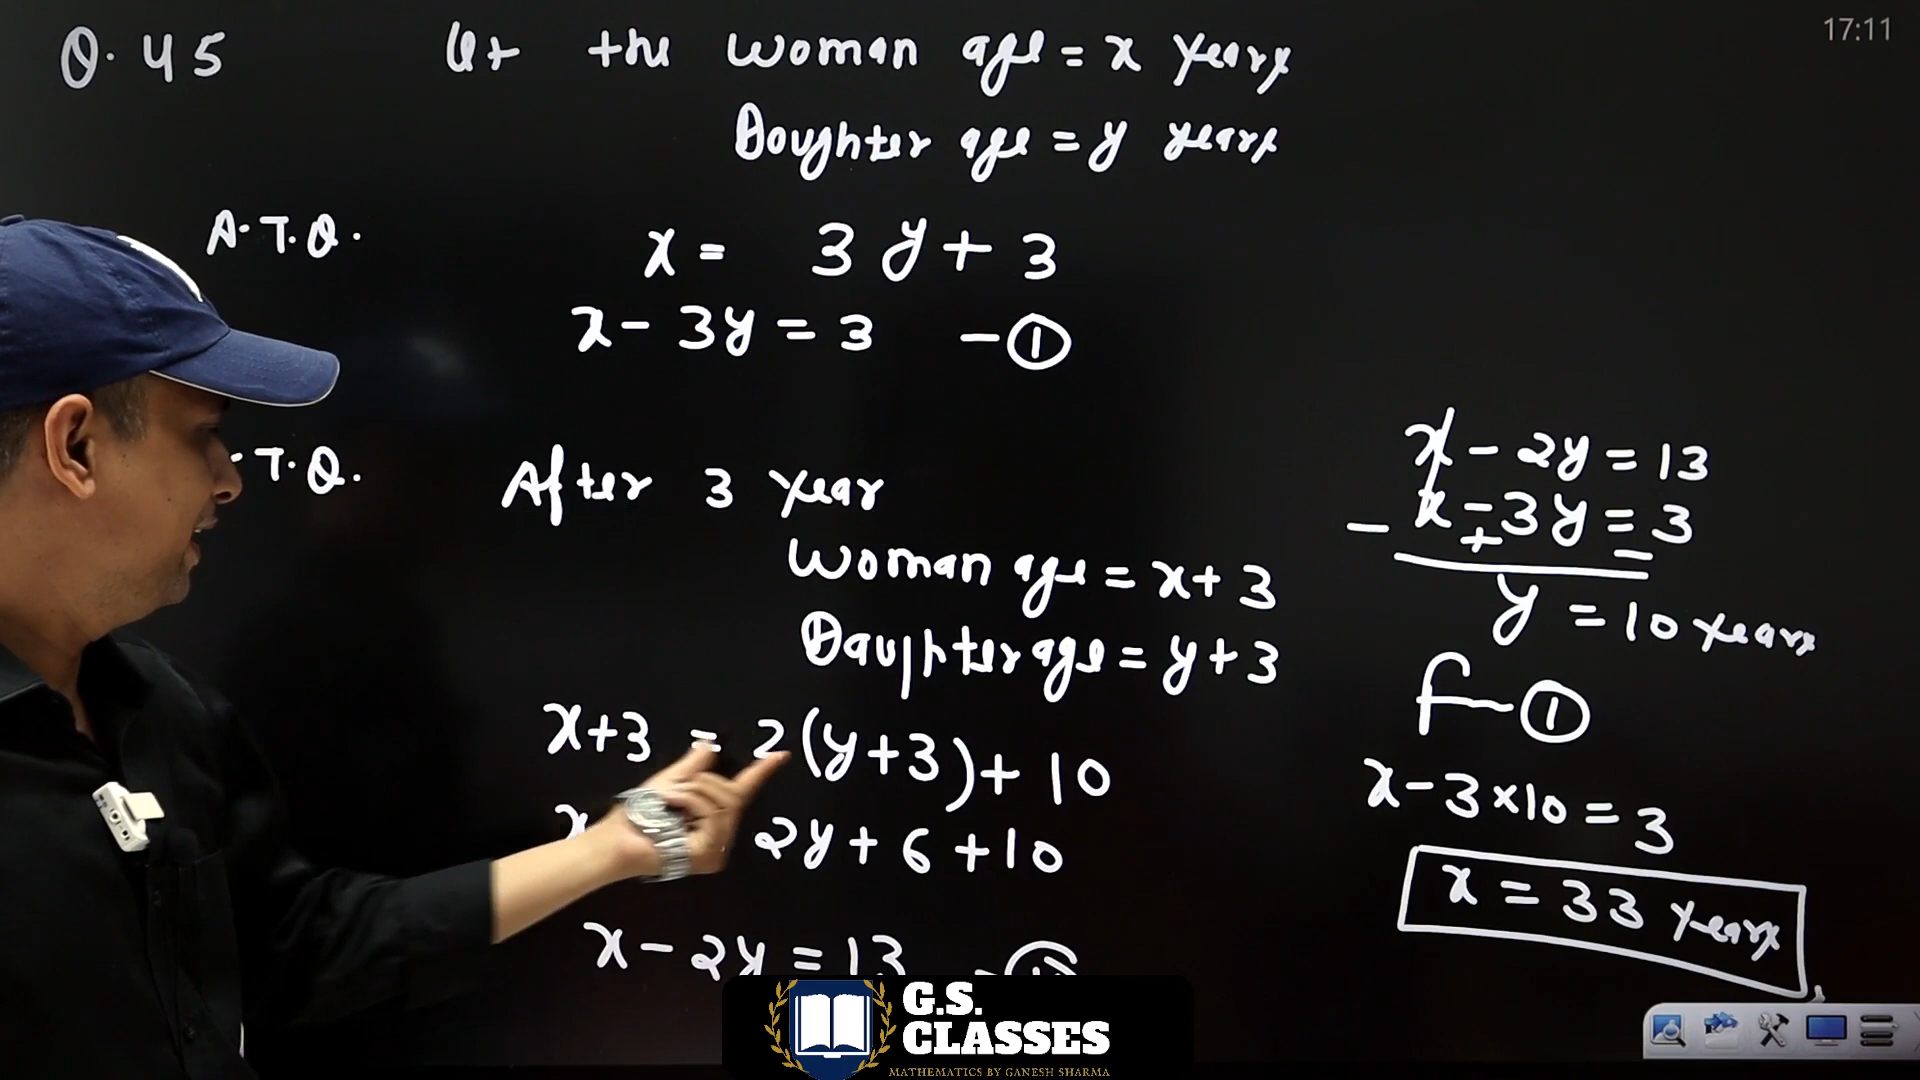 Q. 45
Let the woman age = x years
17:11
Doughter age = y years
A.T.Q.
x = 3y + 3
x - 3y = 3 - ①
.T.Q.
After 3 year
Woman age = x + 3
Daughter age = y + 3
x+3 = 2(y+3) + 10
2y + 6 + 10
x - 2y = 13
x - 2y = 13
- x - 3y = 3
+ -
y = 10 years
f - ①
x - 3×10 = 3
x = 33 years
G.S.
CLASSES
MATHEMATICS BY GANESH SHARMA